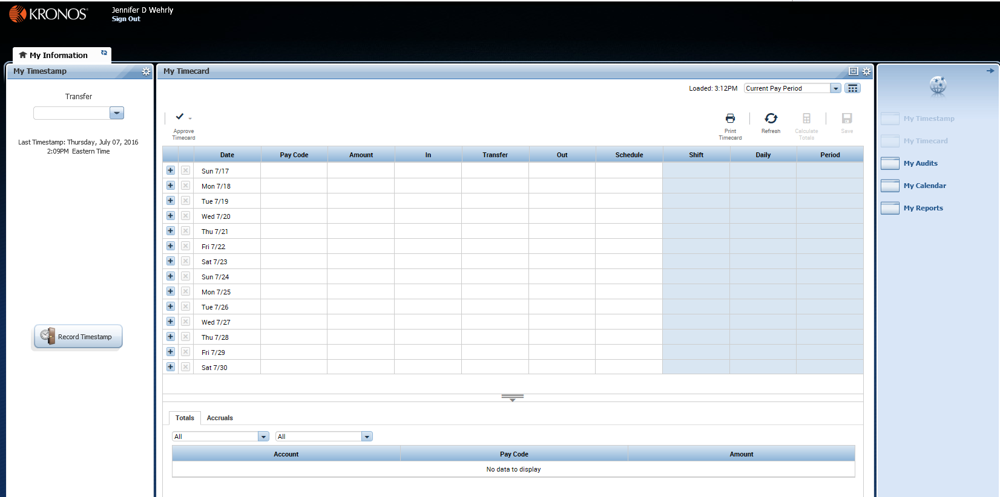 KRONOS
Jennifer D Wehrly
Sign Out
My Information
My Timestamp
Transfer
Last Timestamp: Thursday, July 07, 2016
2:09PM Eastern Time
Record Timestamp
My Timecard
Loaded: 3:12PM Current Pay Period
Approve
Timecard
Print
Timecard
Refresh
Calculate
Totals
Save
Date Pay Code Amount In Transfer Out Schedule Shift Daily Period
Sun 7/17
Mon 7/18
Tue 7/19
Wed 7/20
Thu 7/21
Fri 7/22
Sat 7/23
Sun 7/24
Mon 7/25
Tue 7/26
Wed 7/27
Thu 7/28
Fri 7/29
Sat 7/30
Totals Accruals
All All
Account Pay Code Amount
No data to display
My Timestamp
My Timecard
My Audits
My Calendar
My Reports